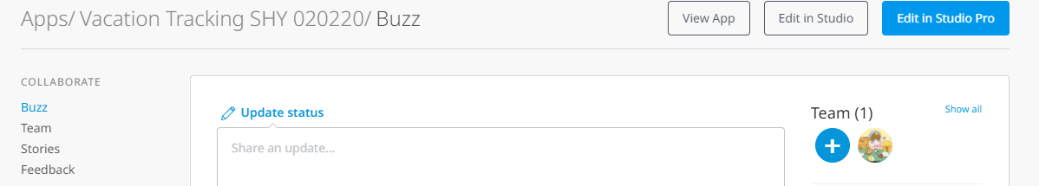 Apps/ Vacation Tracking SHY 020220/ Buzz
View App
Edit in Studio
Edit in Studio Pro
COLLABORATE
Buzz
Team
Stories
Feedback
Update status
Share an update...
Team (1)
Show all